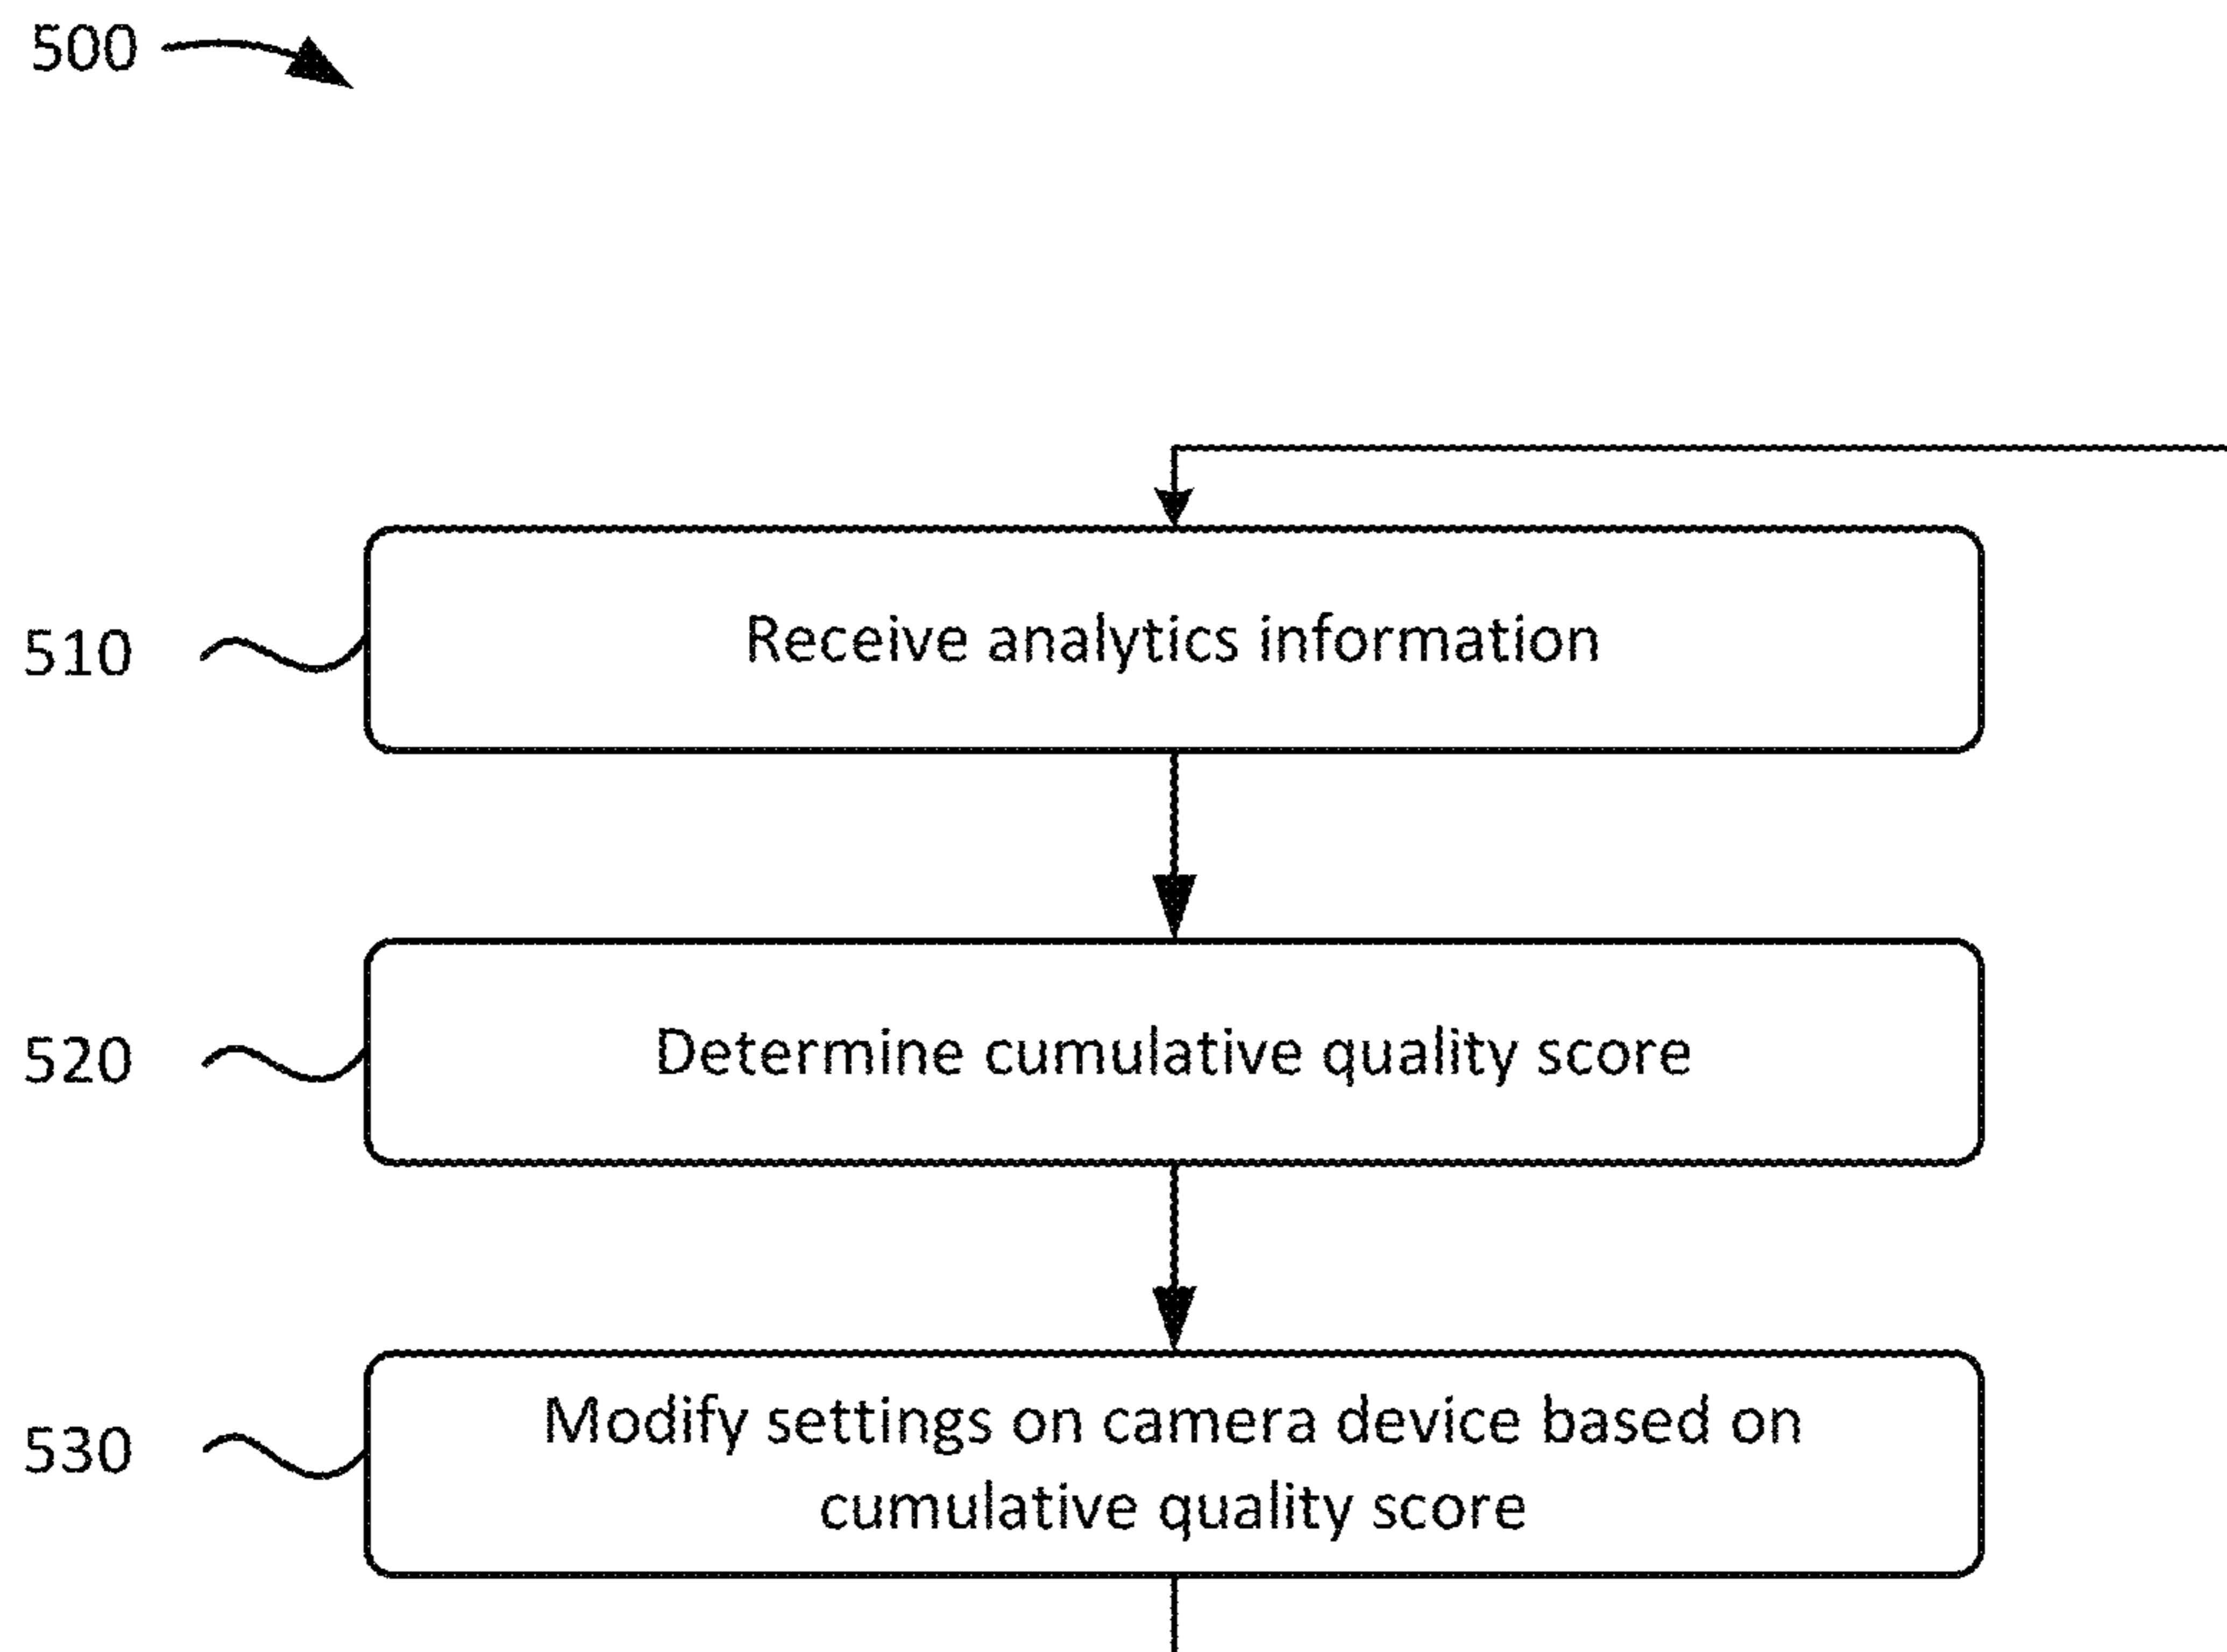 500
510
Receive analytics information
520
Determine cumulative quality score
530
Modify settings on camera device based on
cumulative quality score